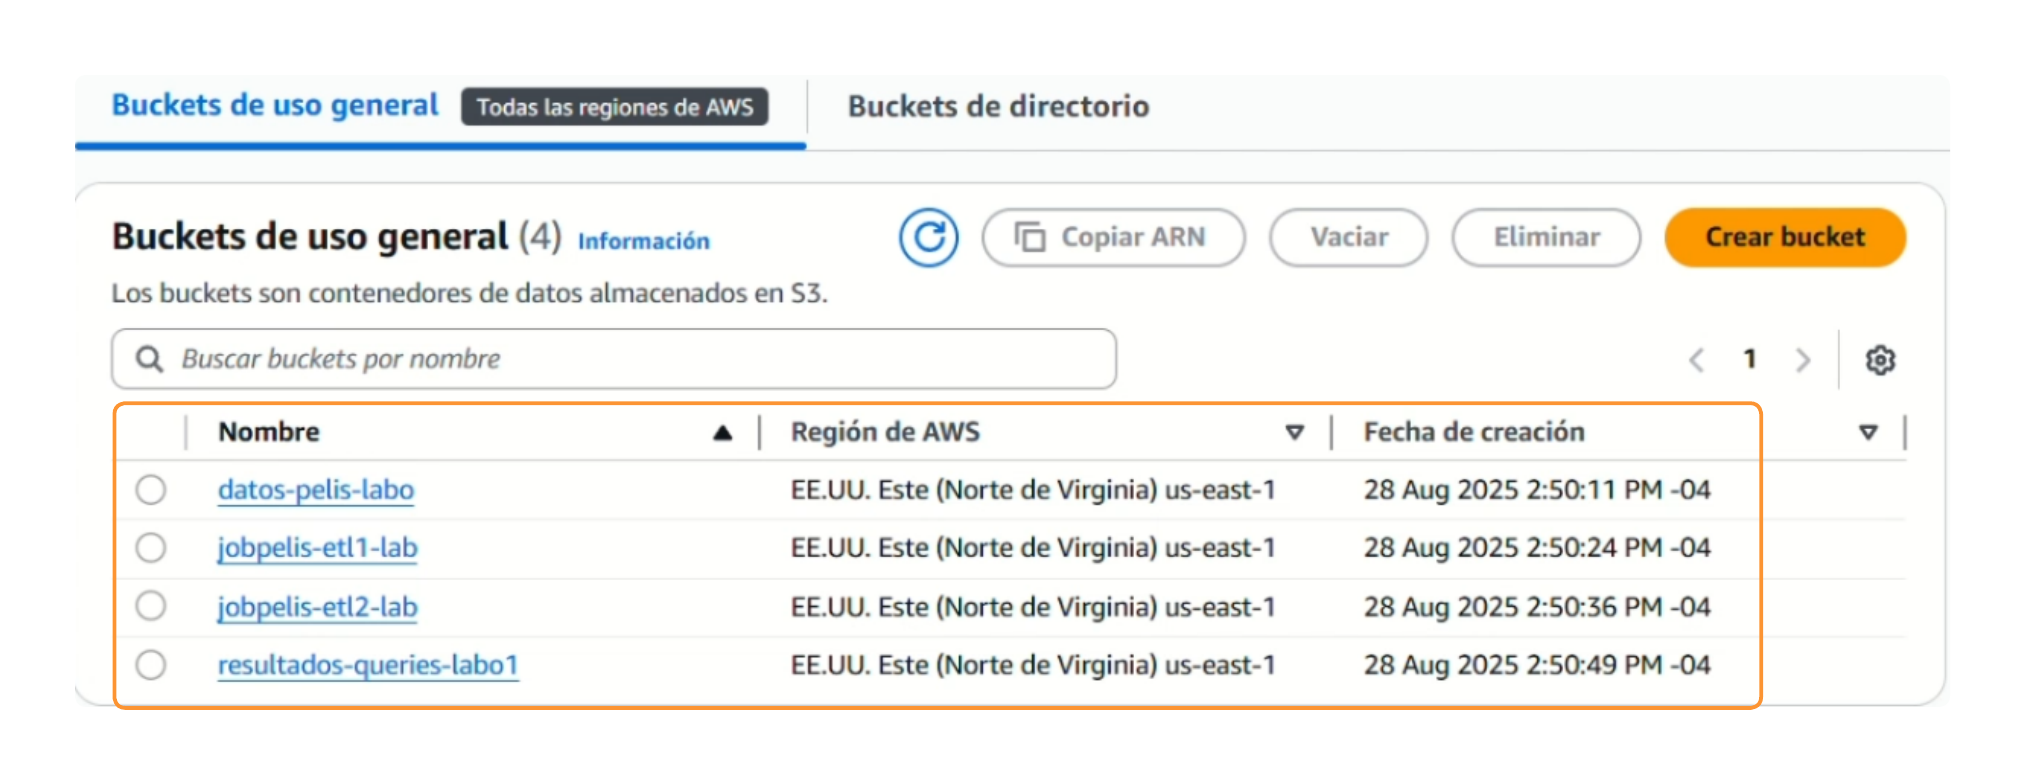 Buckets de uso general Todas las regiones de AWS Buckets de directorio
Buckets de uso general (4) Información Copiar ARN Vaciar Eliminar Crear bucket
Los buckets son contenedores de datos almacenados en S3.
Buscar buckets por nombre 1
Nombre Región de AWS Fecha de creación
datos-pelis-labo EE.UU. Este (Norte de Virginia) us-east-1 28 Aug 2025 2:50:11 PM -04
jobpelis-etl1-lab EE.UU. Este (Norte de Virginia) us-east-1 28 Aug 2025 2:50:24 PM -04
jobpelis-etl2-lab EE.UU. Este (Norte de Virginia) us-east-1 28 Aug 2025 2:50:36 PM -04
resultados-queries-labo1 EE.UU. Este (Norte de Virginia) us-east-1 28 Aug 2025 2:50:49 PM -04